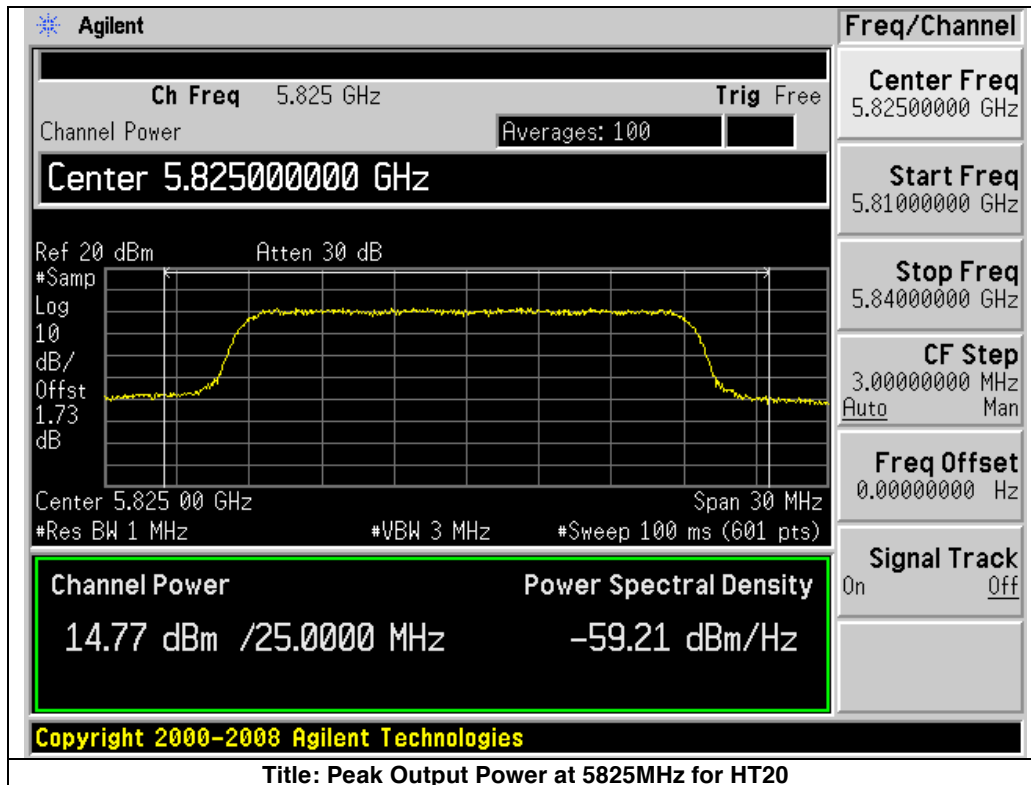 Agilent
Freq/Channel
Ch Freq 5.825 GHz Trig Free
Channel Power Averages: 100
Center 5.825000000 GHz
Ref 20 dBm Atten 30 dB
#Samp
Log
10
dB/
Offst
1.73
dB
Center 5.825 00 GHz Span 30 MHz
#Res BW 1 MHz #VBW 3 MHz #Sweep 100 ms (601 pts)
Channel Power Power Spectral Density
14.77 dBm /25.0000 MHz -59.21 dBm/Hz
Copyright 2000-2008 Agilent Technologies
Center Freq
5.82500000 GHz
Start Freq
5.81000000 GHz
Stop Freq
5.84000000 GHz
CF Step
3.00000000 MHz
Auto Man
Freq Offset
0.00000000 Hz
Signal Track
On Off
Title: Peak Output Power at 5825MHz for HT20